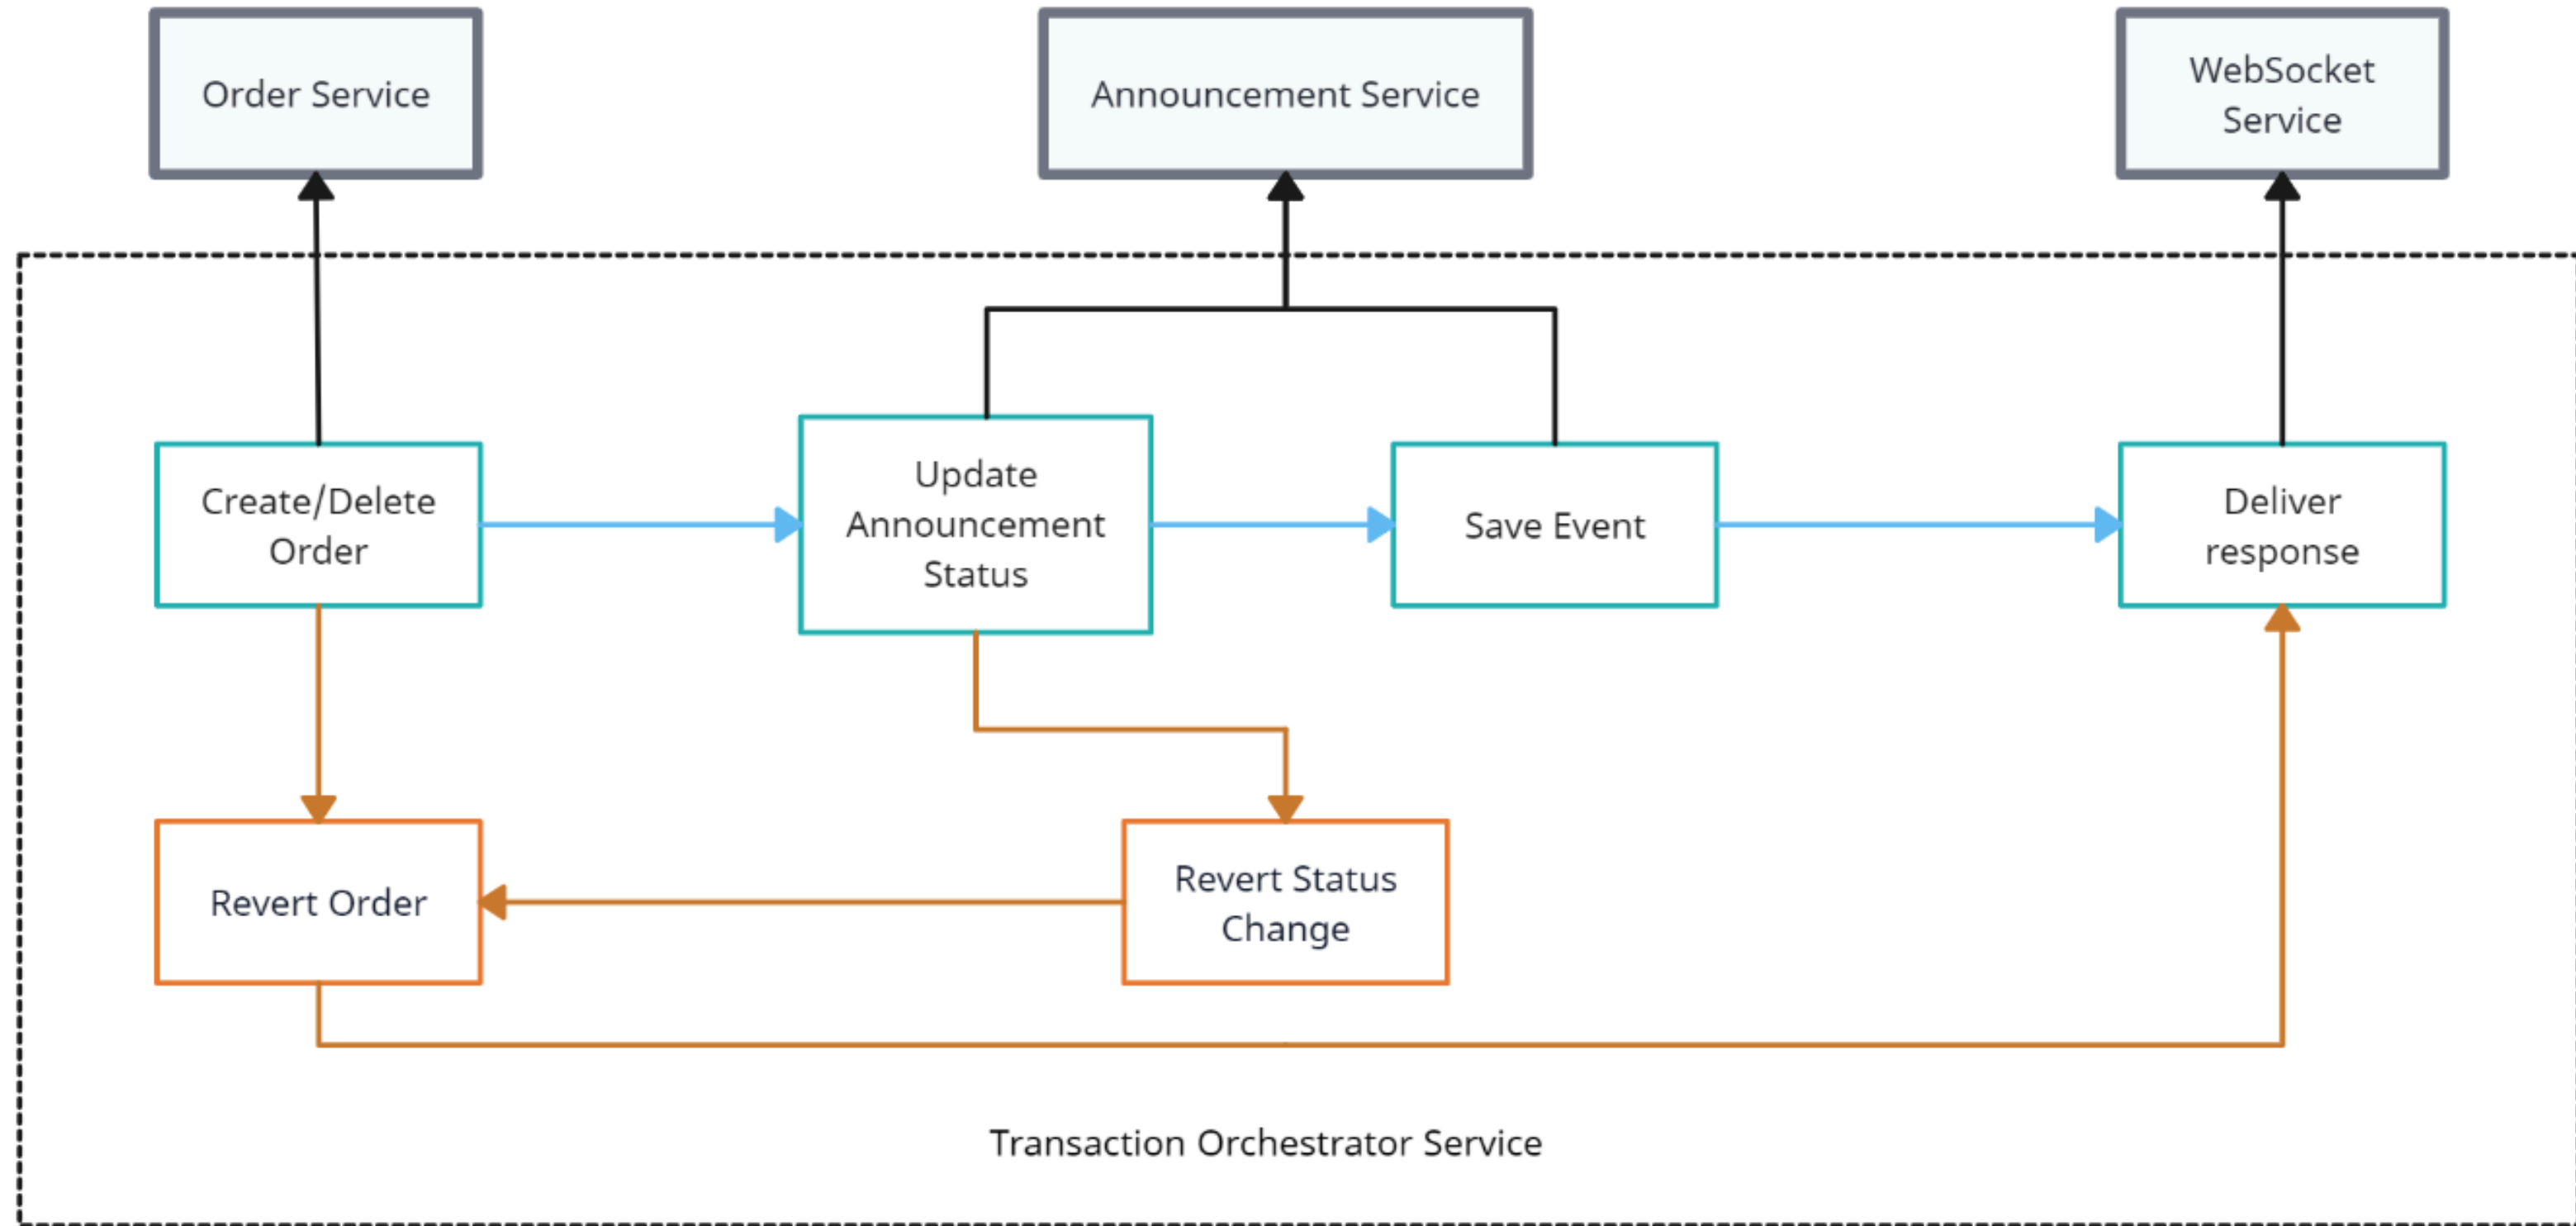 Order Service
Announcement Service
WebSocket
Service
Create/Delete
Order
Update
Announcement
Status
Save Event
Deliver
response
Revert Order
Revert Status
Change
Transaction Orchestrator Service